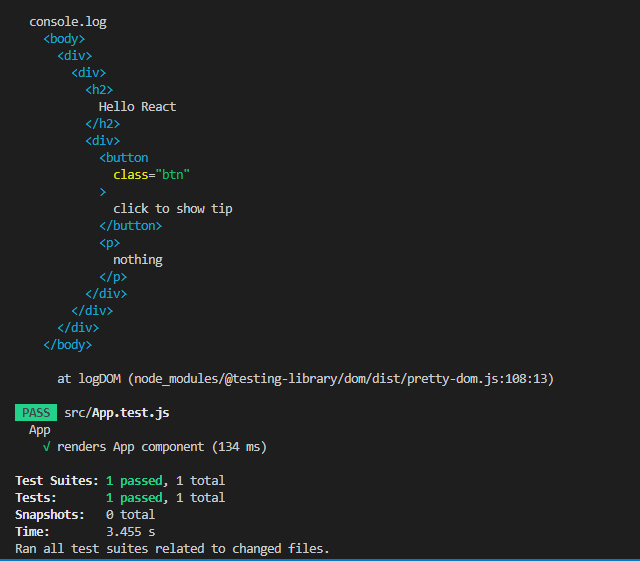 console.log
<body>
<div>
<div>
<h2>
Hello React
</h2>
<div>
<button
class="btn"
>
click to show tip
</button>
<p>
nothing
</p>
</div>
</div>
</div>
</body>
at logDOM (node_modules/@testing-library/dom/dist/pretty-dom.js:108:13)
PASS src/App.test.js
App
√ renders App component (134 ms)
Test Suites: 1 passed, 1 total
Tests: 1 passed, 1 total
Snapshots: 0 total
Time: 3.455 s
Ran all test suites related to changed files.